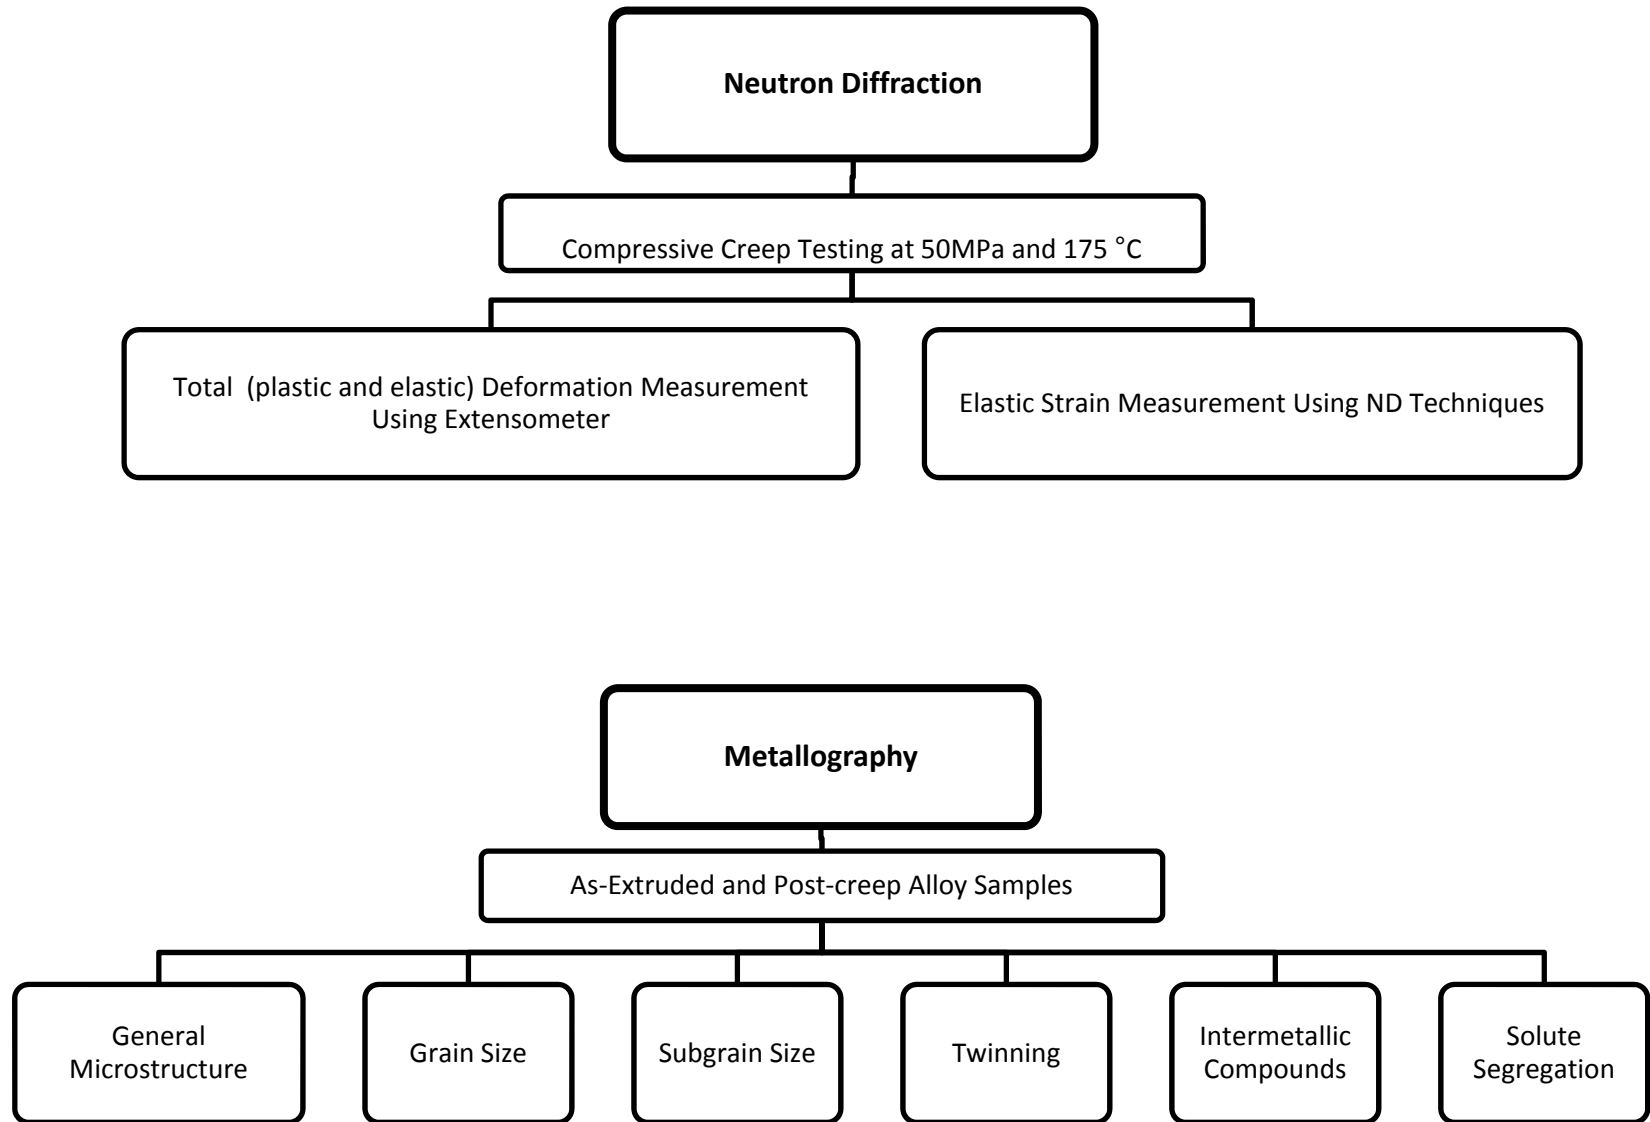 Neutron Diffraction
Compressive Creep Testing at 50MPa and 175 °C
Total  (plastic and elastic) Deformation Measurement
Using Extensometer
Elastic Strain Measurement Using ND Techniques
Metallography
As-Extruded and Post-creep Alloy Samples
General
Microstructure
Grain Size
Subgrain Size
Twinning
Intermetallic
Compounds
Solute
Segregation